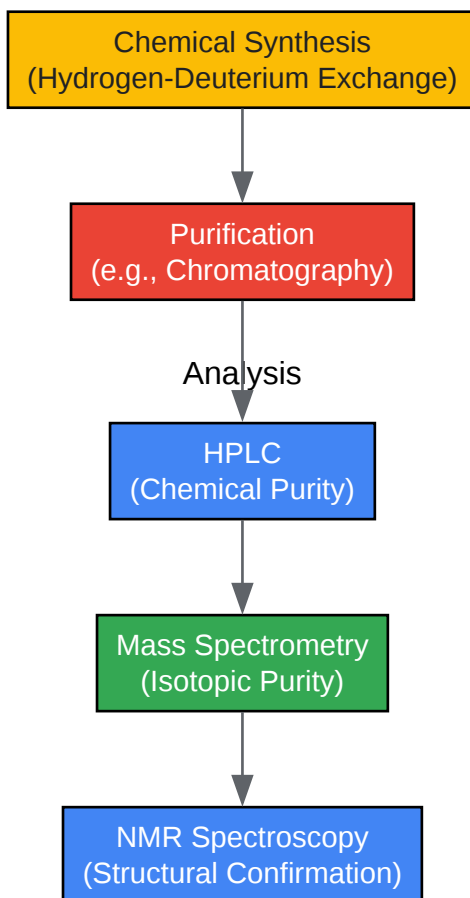 Chemical Synthesis
(Hydrogen-Deuterium Exchange)
Purification
(e.g., Chromatography)
Analysis
HPLC
(Chemical Purity)
Mass Spectrometry
(Isotopic Purity)
NMR Spectroscopy
(Structural Confirmation)